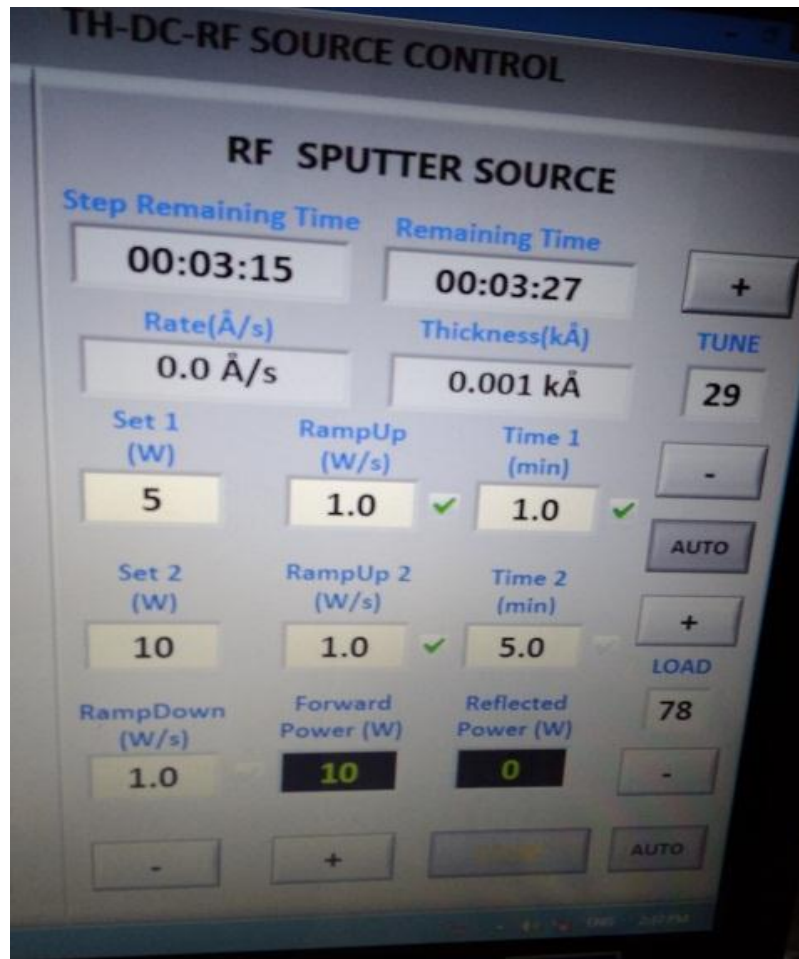 TH-DC-RF SOURCE CONTROL
RF SPUTTER SOURCE
Step Remaining Time Remaining Time
00:03:15 00:03:27 +
Rate(Å/s) Thickness(kÅ) TUNE
0.0 Å/s 0.001 kÅ 29
Set 1 RampUp Time 1
(W) (W/s) (min) -
5 1.0 1.0
AUTO
Set 2 RampUp 2 Time 2
(W) (W/s) (min) +
10 1.0 5.0 LOAD
RampDown Forward Reflected 78
(W/s) Power (W) Power (W)
1.0 10 0 -
- + AUTO
ENG